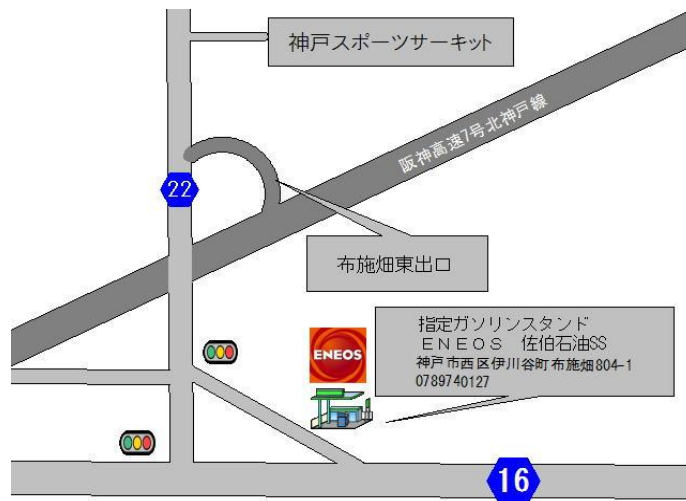 神戸スポーツサーキット
阪神高速7号北神戸線
22
布施畑東出口
指定ガソリンスタンド
ＥＮＥＯＳ　佐伯石油SS
神戸市西区伊川谷町布施畑804-1
0789740127
ENEOS
16